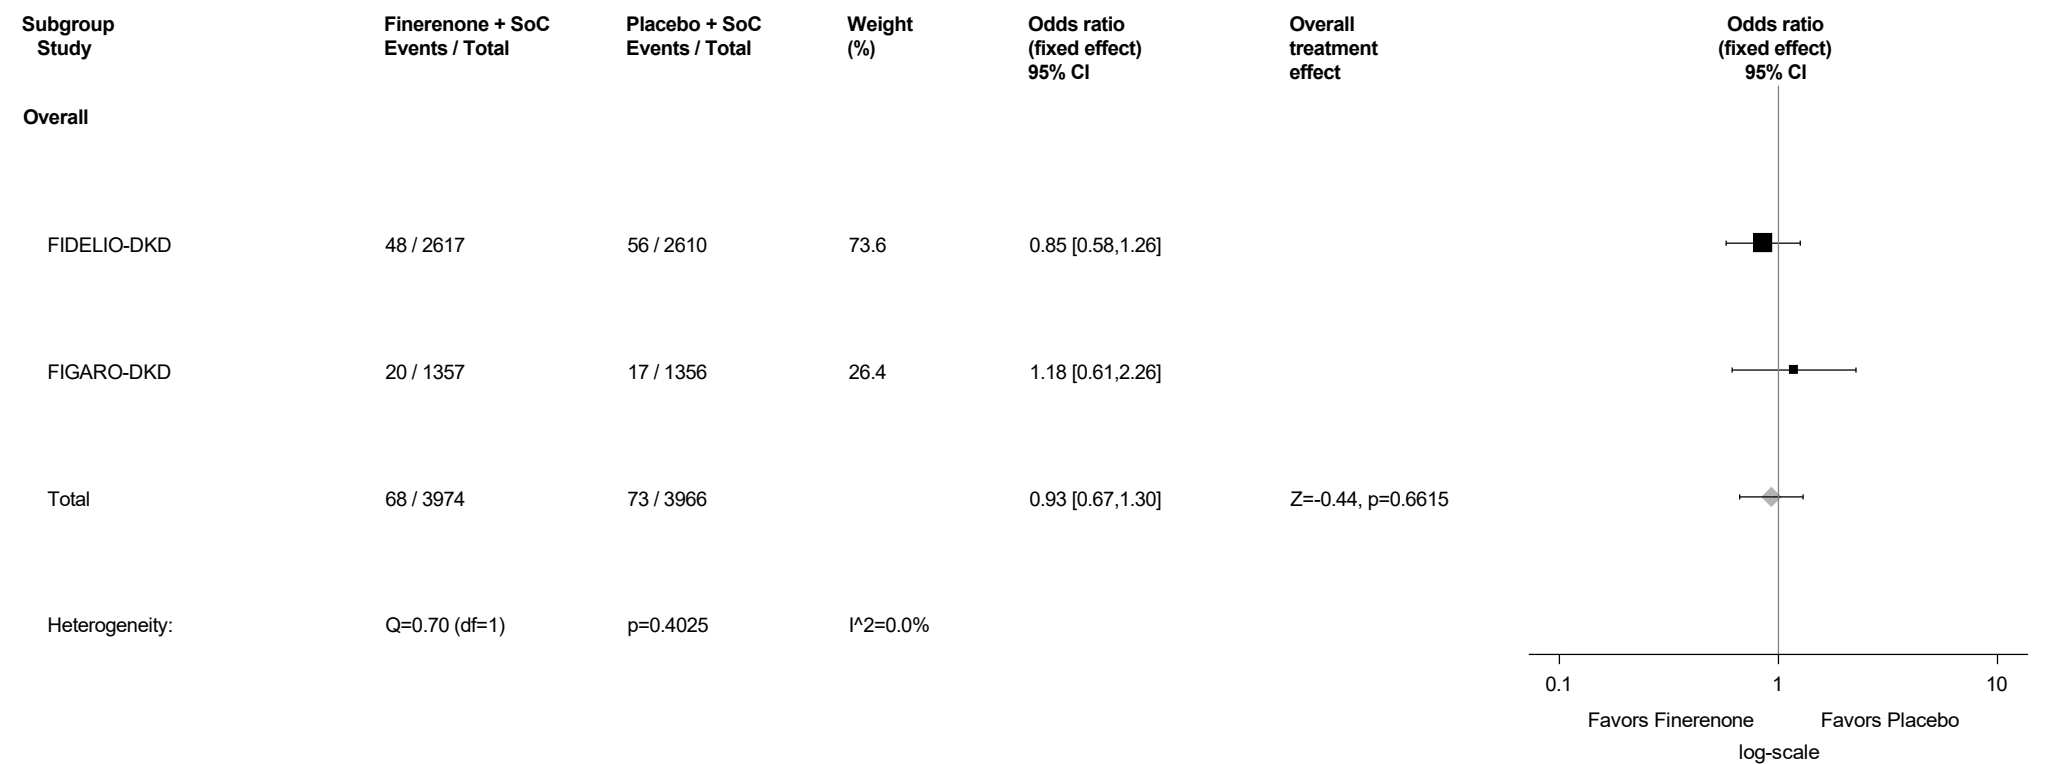 Subgroup Finerenone + SoC Placebo + SoC Weight Odds ratio Overall Odds ratio
Study Events / Total Events / Total (%) (fixed effect) treatment (fixed effect)
95% CI effect 95% CI
Overall
FIDELIO-DKD 48 / 2617 56 / 2610 73.6 0.85 [0.58,1.26]
FIGARO-DKD 20 / 1357 17 / 1356 26.4 1.18 [0.61,2.26]
Total 68 / 3974 73 / 3966 0.93 [0.67,1.30] Z=-0.44, p=0.6615
Heterogeneity: Q=0.70 (df=1) p=0.4025 I^2=0.0%
0.1 1 10
Favors Finerenone Favors Placebo
log-scale